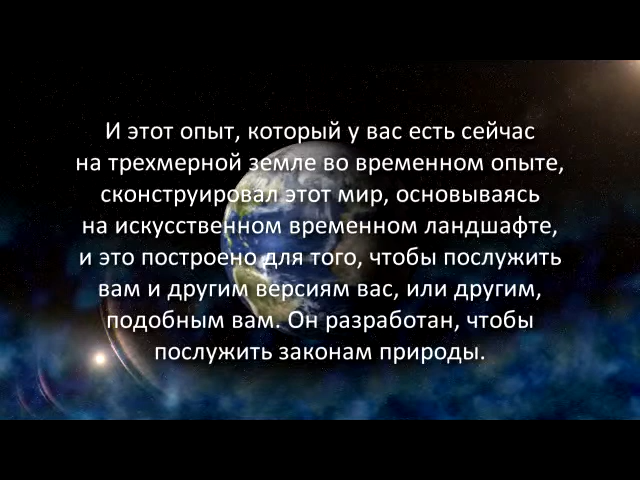 И этот опыт, который у вас есть сейчас
на трехмерной земле во временном опыте,
сконструировал этот мир, основываясь
на искусственном временном ландшафте,
и это построено для того, чтобы послужить
вам и другим версиям вас, или другим,
подобным вам. Он разработан, чтобы
послужить законам природы.